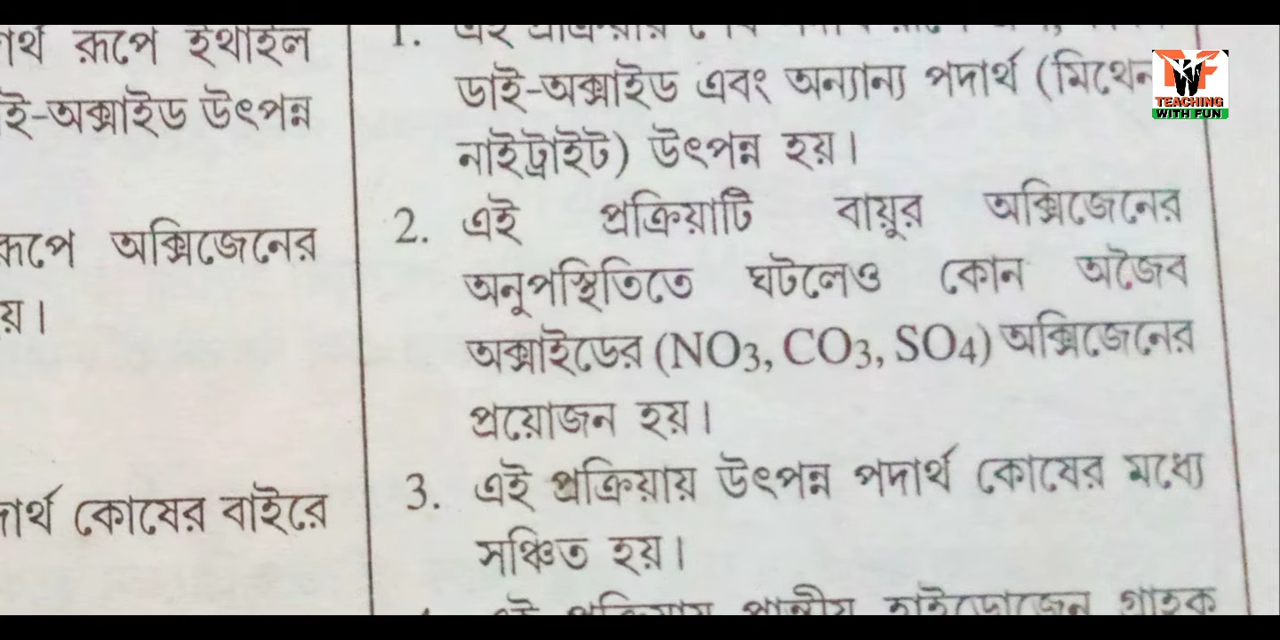 র্থ রূপে ইথাইল
ই-অক্সাইড উৎপন্ন
রূপে অক্সিজেনের
য়।
র্থ কোষের বাইরে
1. এই
ডাই-অক্সাইড এবং অন্যান্য পদার্থ (মিথেন
নাইট্রাইট) উৎপন্ন হয়।
2. এই প্রক্রিয়াটি বায়ুর অক্সিজেনের
অনুপস্থিতিতে ঘটলেও কোন অজৈব
অক্সাইডের (NO3, CO3, SO4) অক্সিজেনের
প্রয়োজন হয়।
3. এই প্রক্রিয়ায় উৎপন্ন পদার্থ কোষের মধ্যে
সঞ্চিত হয়।
TEACHING
WITH FUN